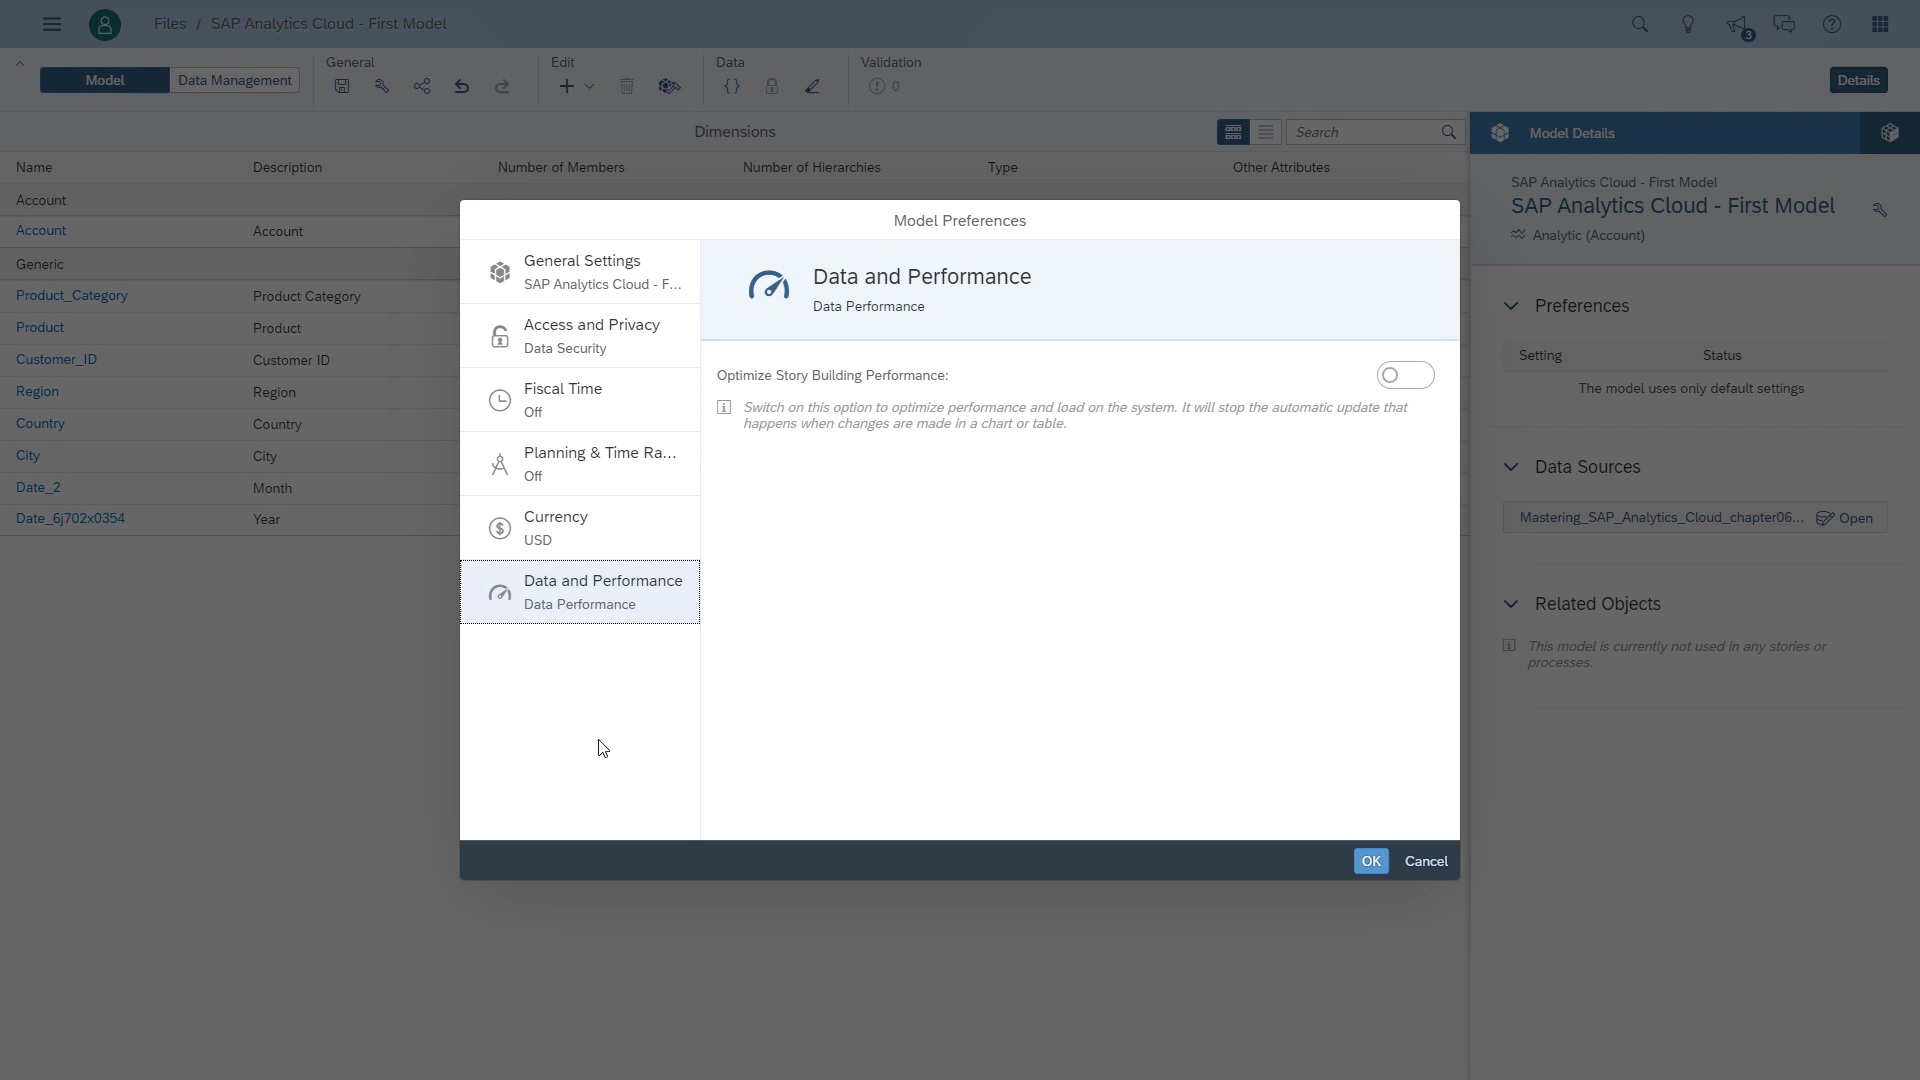 Files / SAP Analytics Cloud - First Model
3
Model
Data Management
General
Edit
Data
Validation
0
Details
Dimensions
Search
Name Description Number of Members Number of Hierarchies Type Other Attributes
Account
Account Account
Generic
Product_Category Product Category
Product Product
Customer_ID Customer ID
Region Region
Country Country
City City
Date_2 Month
Date_6j702x0354 Year
Model Preferences
General Settings
SAP Analytics Cloud - F...
Access and Privacy
Data Security
Fiscal Time
Off
Planning & Time Ra...
Off
Currency
USD
Data and Performance
Data Performance
Data and Performance
Data Performance
Optimize Story Building Performance:
Switch on this option to optimize performance and load on the system. It will stop the automatic update that
happens when changes are made in a chart or table.
OK
Cancel
Model Details
SAP Analytics Cloud - First Model
SAP Analytics Cloud - First Model
Analytic (Account)
Preferences
Setting Status
The model uses only default settings
Data Sources
Mastering_SAP_Analytics_Cloud_chapter06... Open
Related Objects
This model is currently not used in any stories or
processes.